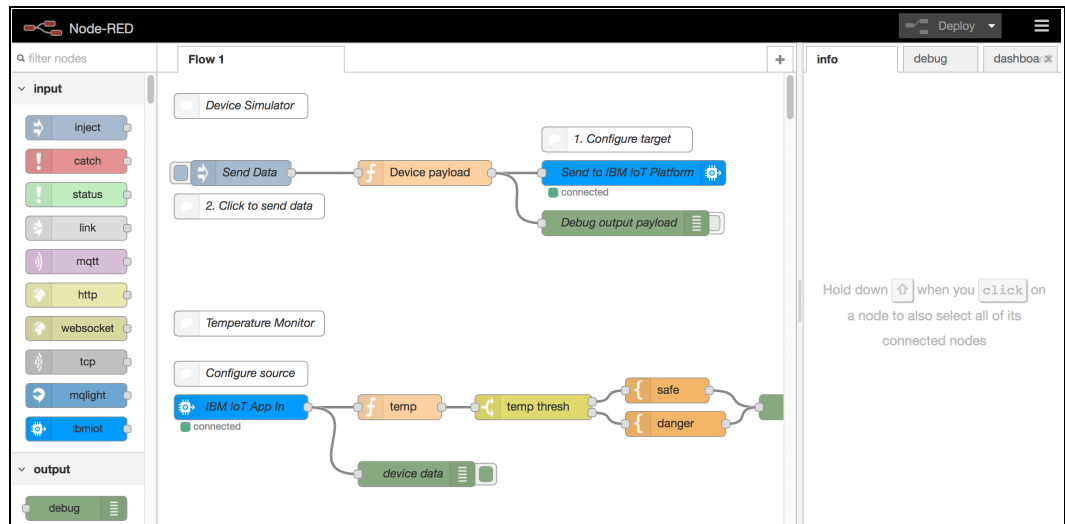 Node-RED
Deploy
filter nodes
Flow 1
+
info
debug
dashboa
input
inject
catch
status
link
mqtt
http
websocket
tcp
mqlight
ibmiot
output
debug
Device Simulator
1. Configure target
Send Data
Device payload
Send to IBM IoT Platform
connected
2. Click to send data
Debug output payload
Temperature Monitor
Configure source
IBM IoT App In
connected
temp
temp thresh
safe
danger
device data
Hold down ⇧ when you click on
a node to also select all of its
connected nodes